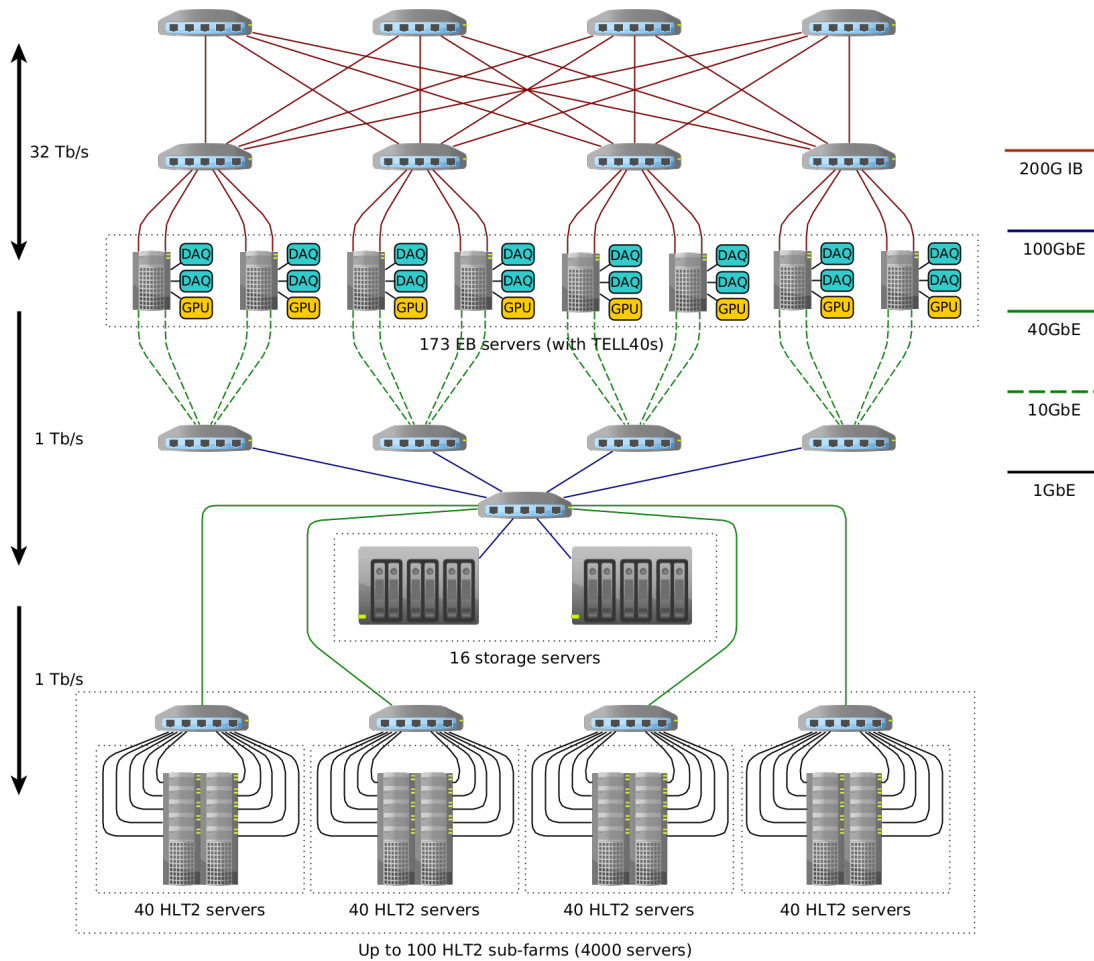 32 Tb/s
200G IB
100GbE
40GbE
10GbE
1GbE
DAQ DAQ DAQ DAQ DAQ DAQ DAQ DAQ
DAQ DAQ DAQ DAQ DAQ DAQ DAQ DAQ
GPU GPU GPU GPU GPU GPU GPU GPU
173 EB servers (with TELL40s)
1 Tb/s
16 storage servers
1 Tb/s
40 HLT2 servers 40 HLT2 servers 40 HLT2 servers 40 HLT2 servers
Up to 100 HLT2 sub-farms (4000 servers)